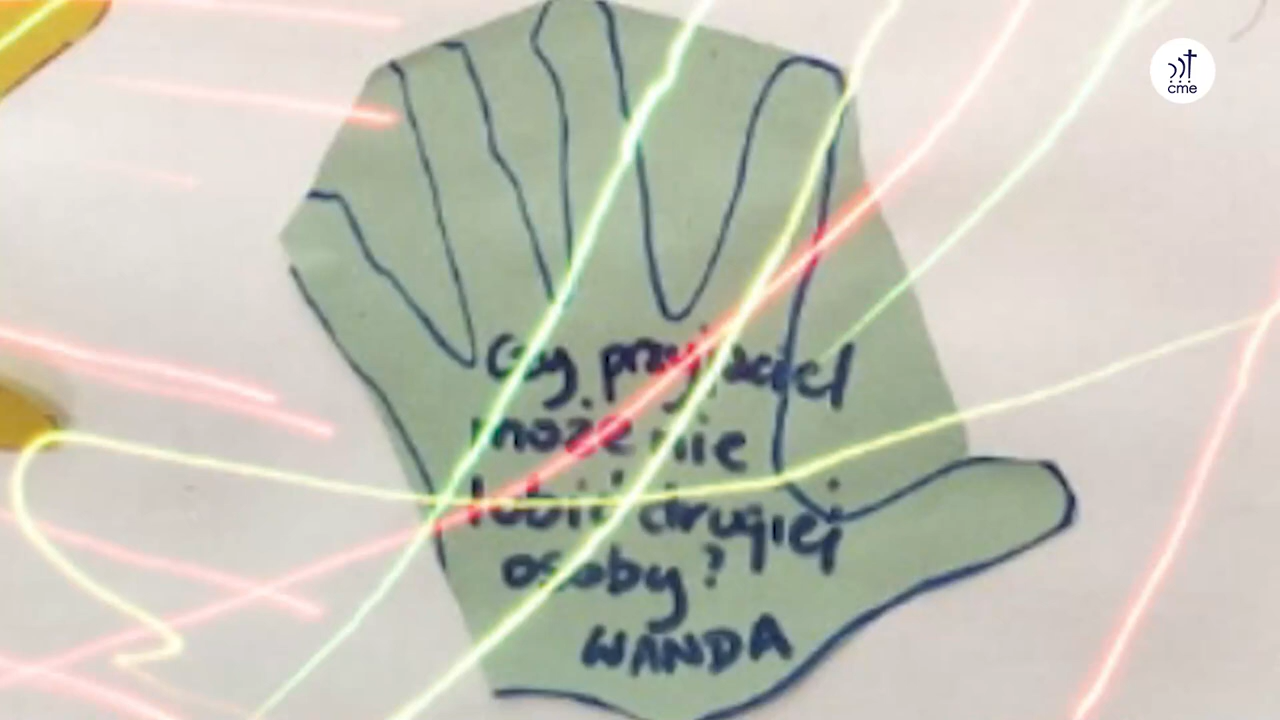 cme
Czy przyjaciel
może nie
lubić drugiej
osoby?
WANDA